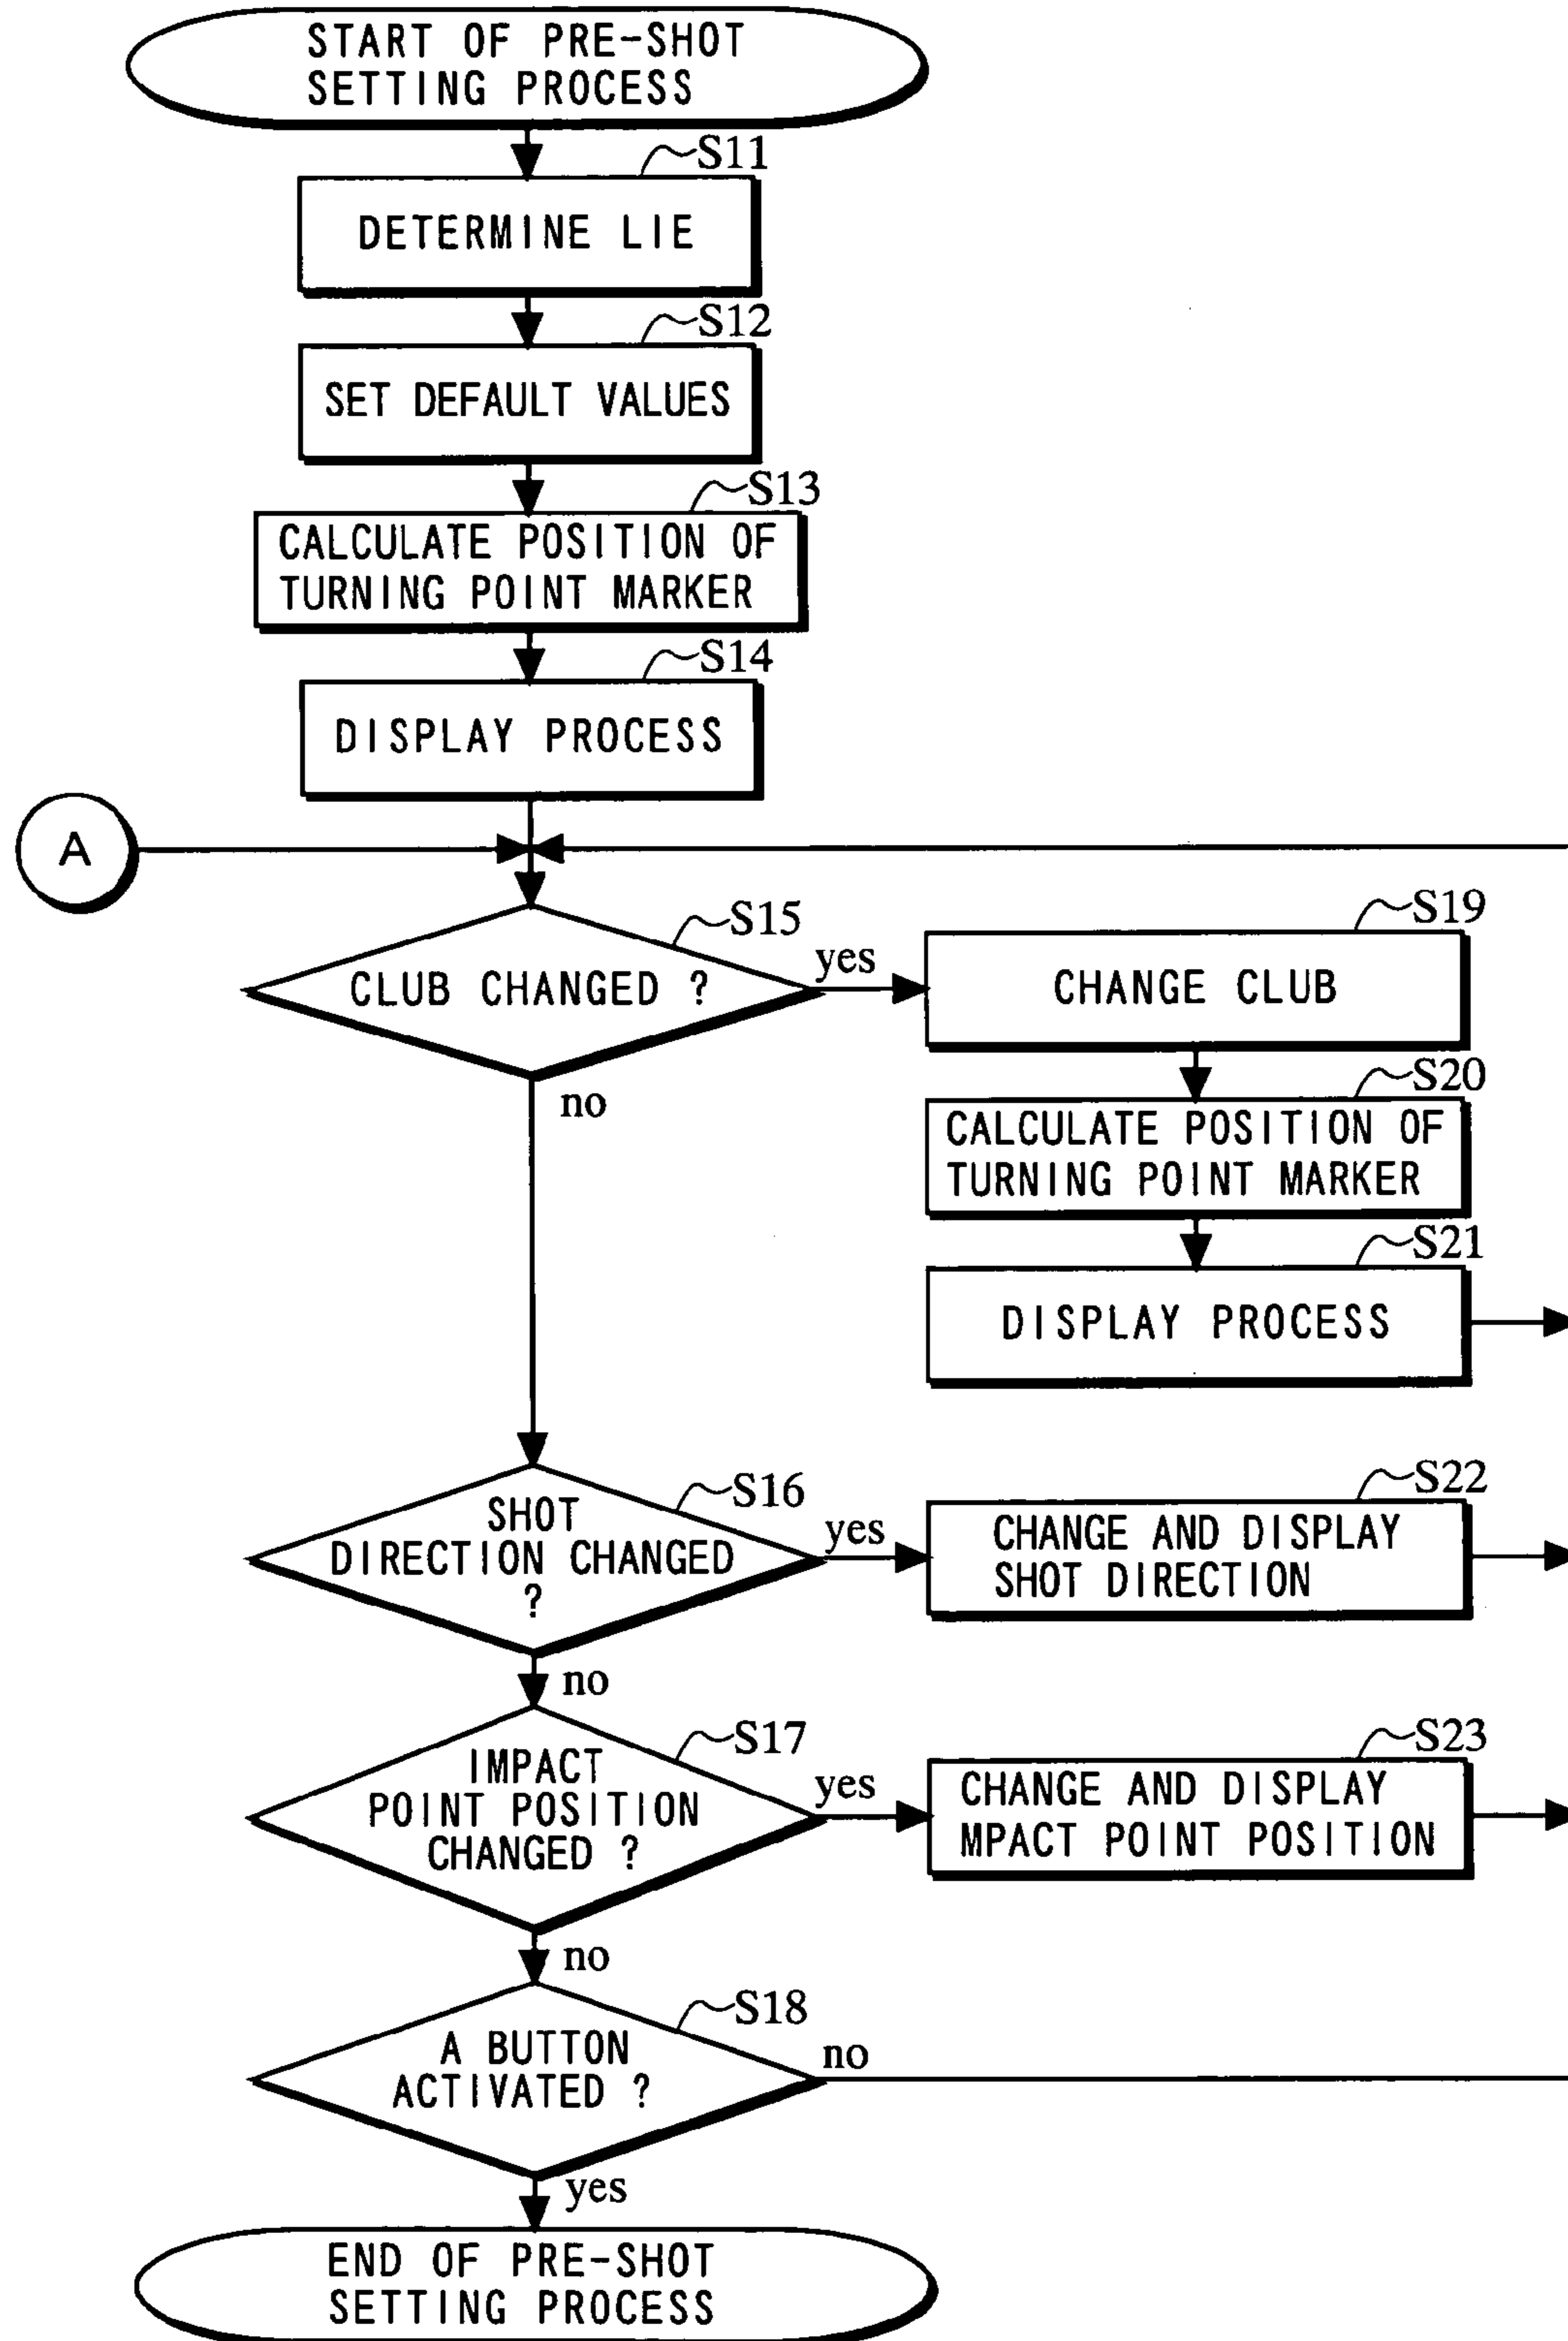 START OF PRE-SHOT
SETTING PROCESS
S11
DETERMINE LIE
S12
SET DEFAULT VALUES
S13
CALCULATE POSITION OF
TURNING POINT MARKER
S14
DISPLAY PROCESS
A
S15
CLUB CHANGED ?
yes
no
S19
CHANGE CLUB
S20
CALCULATE POSITION OF
TURNING POINT MARKER
S21
DISPLAY PROCESS
S16
SHOT
DIRECTION CHANGED
?
yes
no
S22
CHANGE AND DISPLAY
SHOT DIRECTION
S17
IMPACT
POINT POSITION
CHANGED ?
yes
no
S23
CHANGE AND DISPLAY
MPACT POINT POSITION
S18
A BUTTON
ACTIVATED ?
no
yes
END OF PRE-SHOT
SETTING PROCESS